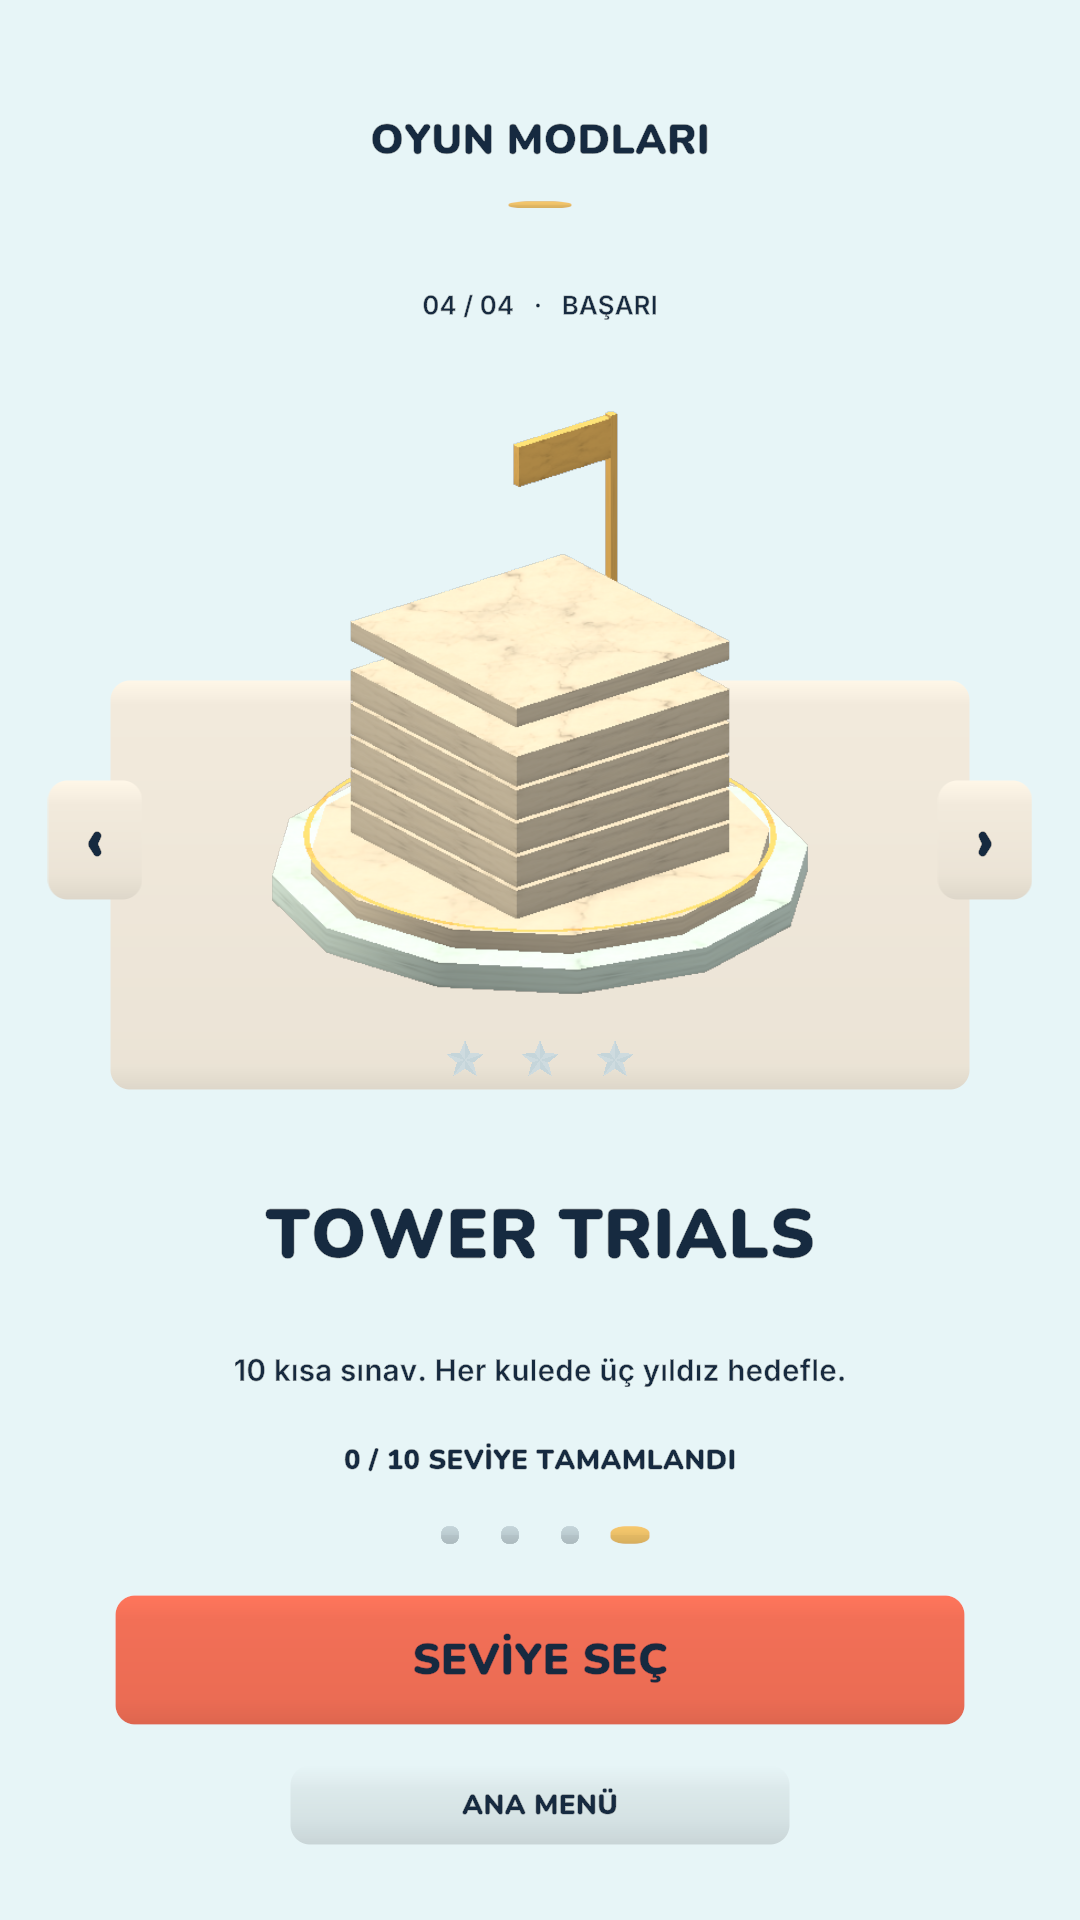 OYUN MODLARI
04 / 04 · BAŞARI
‹ ›
TOWER TRIALS
10 kısa sınav. Her kulede üç yıldız hedefle.
0 / 10 SEVİYE TAMAMLANDI
SEVİYE SEÇ
ANA MENÜ